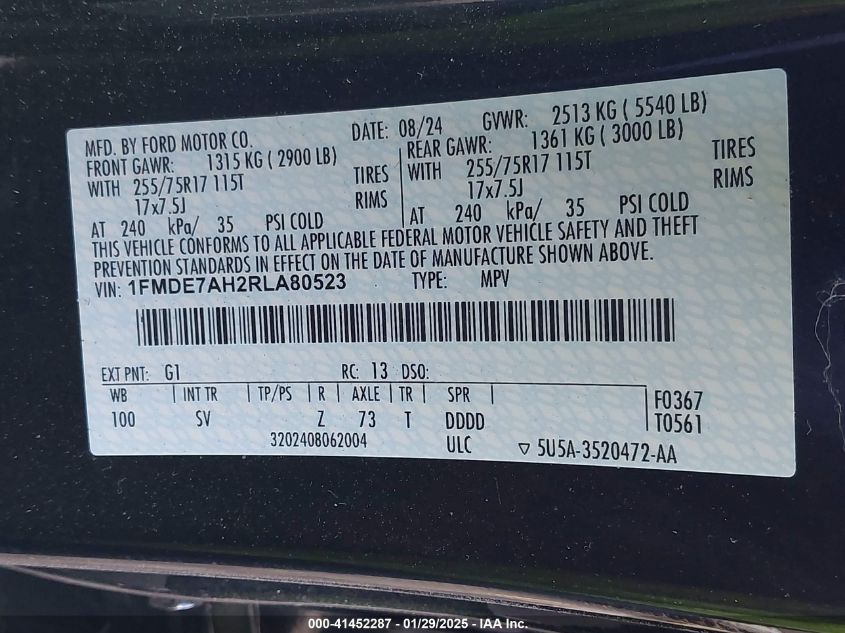 MFD. BY FORD MOTOR CO. DATE: 08/24 GVWR: 2513 KG ( 5540 LB)
FRONT GAWR: 1315 KG ( 2900 LB) REAR GAWR: 1361 KG ( 3000 LB)
WITH 255/75R17 115T TIRES WITH 255/75R17 115T TIRES
17x7.5J RIMS 17x7.5J RIMS
AT 240 kPa/ 35 PSI COLD AT 240 kPa/ 35 PSI COLD
THIS VEHICLE CONFORMS TO ALL APPLICABLE FEDERAL MOTOR VEHICLE SAFETY AND THEFT
PREVENTION STANDARDS IN EFFECT ON THE DATE OF MANUFACTURE SHOWN ABOVE.
VIN: 1FMDE7AH2RLA80523 TYPE: MPV
EXT PNT: G1 RC: 13 DSO:
WB INT TR TP/PS R AXLE TR SPR F0367
100 SV Z 73 T DDDD T0561
3202408062004 ULC ▽ 5U5A-3520472-AA
000-41452287 - 01/29/2025 - IAA Inc.